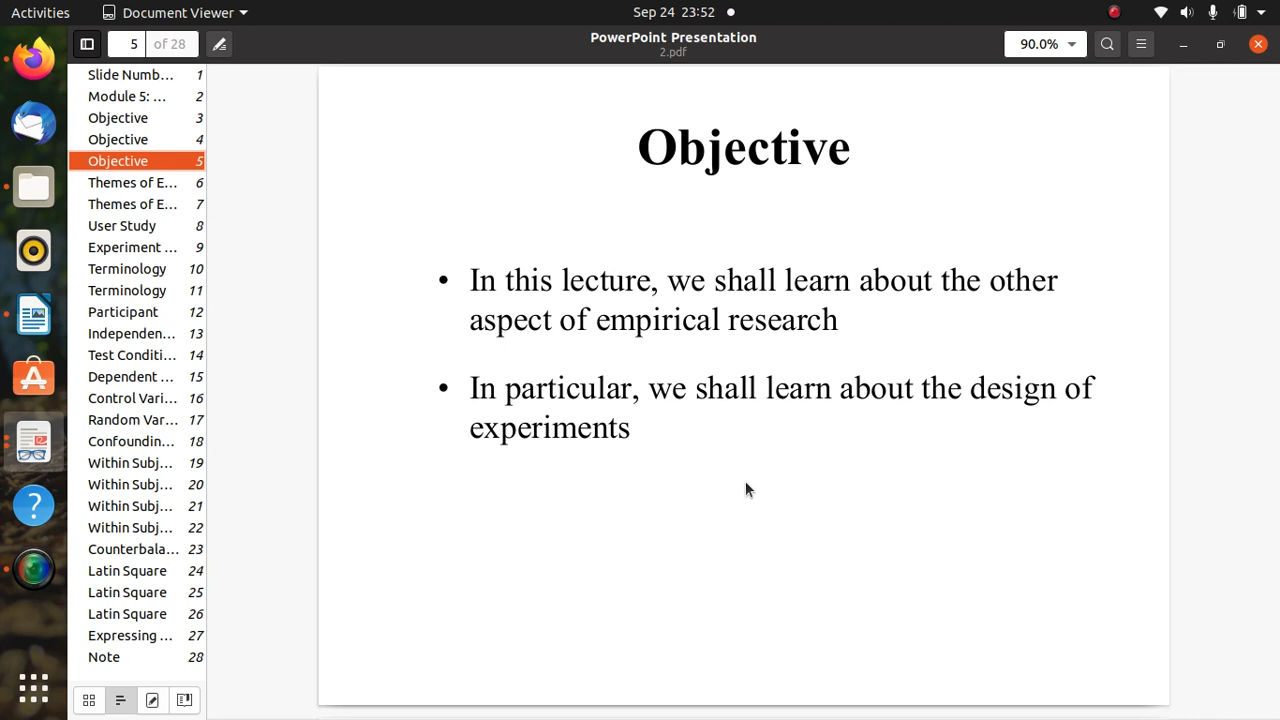 Activities
Document Viewer
Sep 24 23:52
5
of 28
PowerPoint Presentation
2.pdf
90.0%
Slide Numb... 1
Module 5: ... 2
Objective 3
Objective 4
Objective 5
Themes of E... 6
Themes of E... 7
User Study 8
Experiment ... 9
Terminology 10
Terminology 11
Participant 12
Independen... 13
Test Conditi... 14
Dependent ... 15
Control Vari... 16
Random Var... 17
Confoundin... 18
Within Subj... 19
Within Subj... 20
Within Subj... 21
Within Subj... 22
Counterbala... 23
Latin Square 24
Latin Square 25
Latin Square 26
Expressing ... 27
Note 28
Objective
• In this lecture, we shall learn about the other
aspect of empirical research
• In particular, we shall learn about the design of
experiments